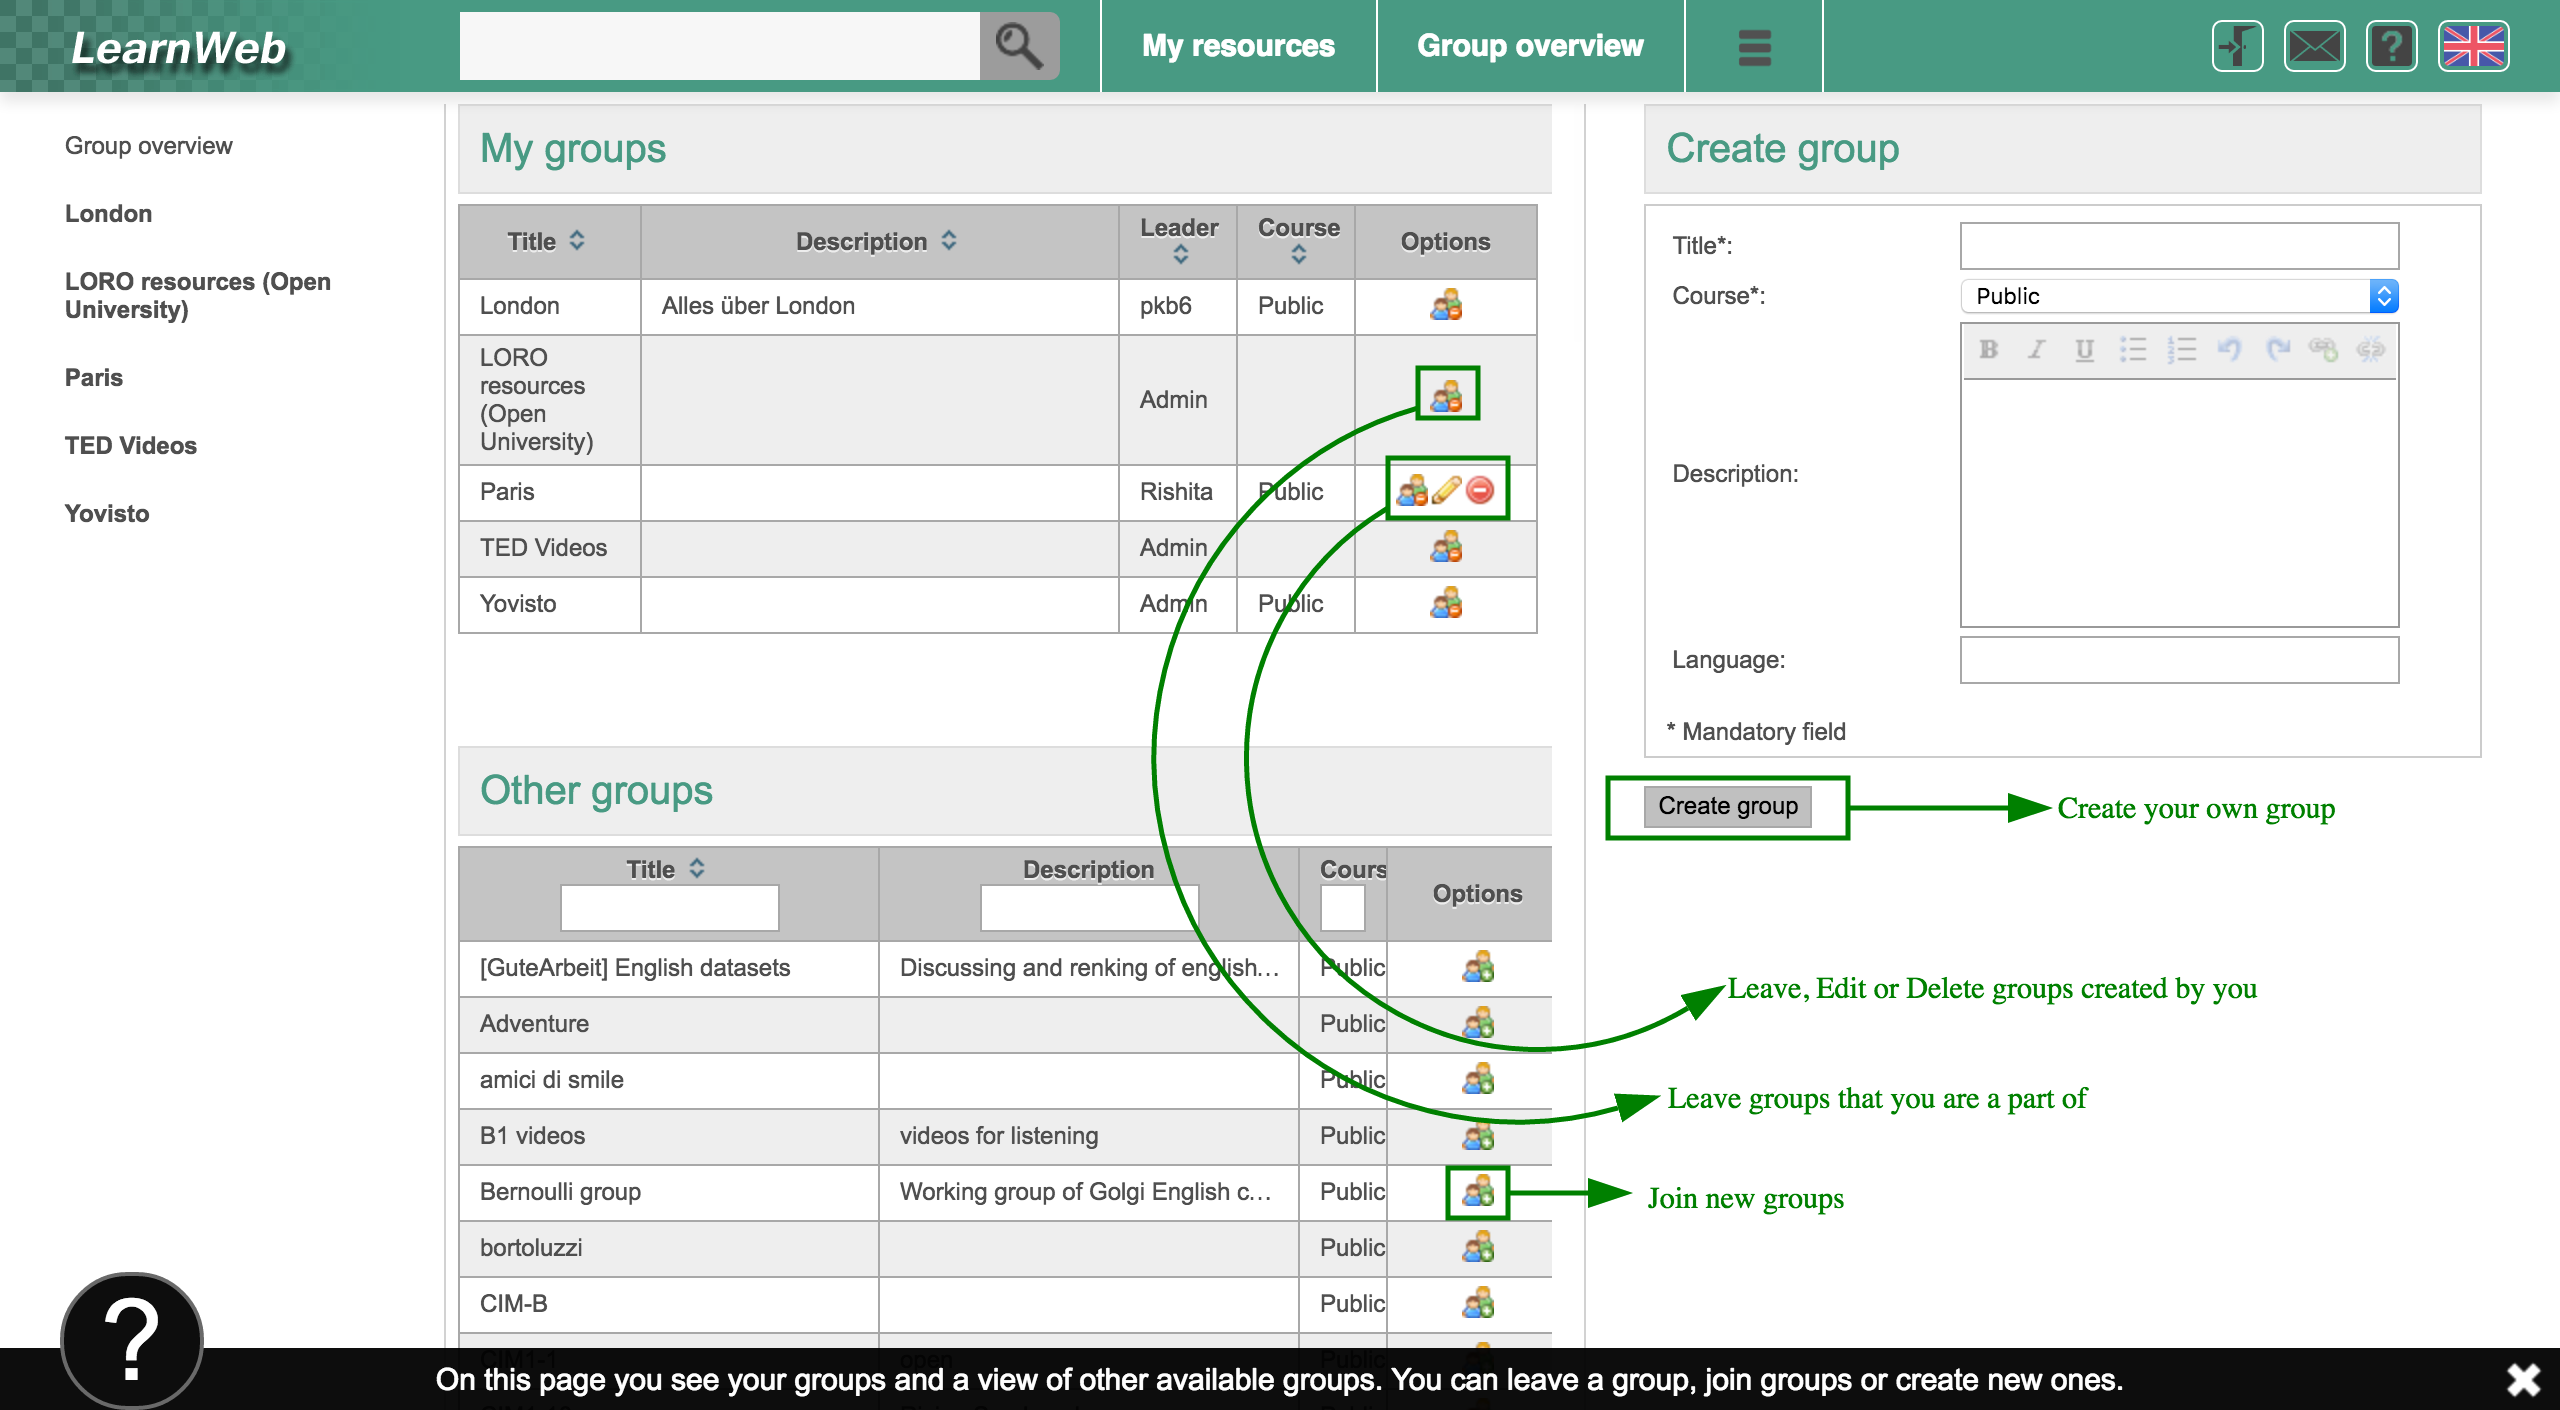 LearnWeb
My resources
Group overview
Group overview
London
LORO resources (Open
University)
Paris
TED Videos
Yovisto
My groups
Title Description Leader Course Options
London Alles über London pkb6 Public
LORO
resources
(Open
University)
Admin
Paris Rishita Public
TED Videos Admin
Yovisto Admin Public
Other groups
Title Description Cours Options
[GuteArbeit] English datasets Discussing and renking of english... Public
Adventure Public
amici di smile Public
B1 videos videos for listening Public
Bernoulli group Working group of Golgi English c... Public
bortoluzzi Public
CIM-B Public
CIM1-1 open Public
Create group
Title*:
Course*: Public
B I U
Description:
Language:
* Mandatory field
Create group
Create your own group
Leave, Edit or Delete groups created by you
Leave groups that you are a part of
Join new groups
?
On this page you see your groups and a view of other available groups. You can leave a group, join groups or create new ones.